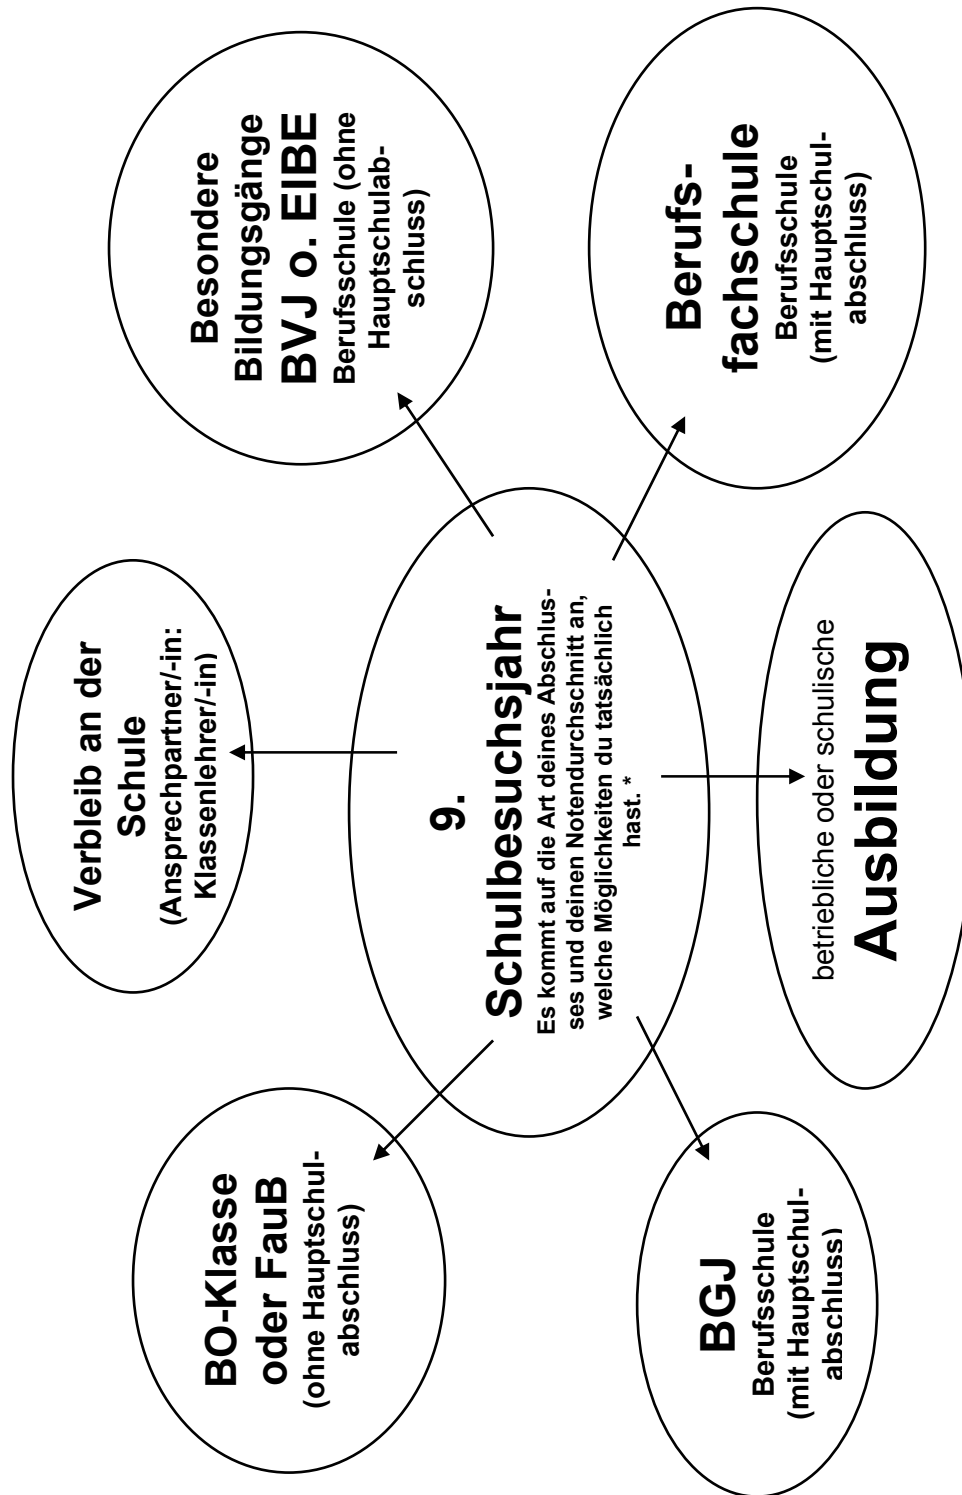 BO-Klasse
oder FauB
(ohne Hauptschul-
abschluss)
Verbleib an der
Schule
(Ansprechpartner/-in:
Klassenlehrer/-in)
Besondere
Bildungsgänge
BVJ o. EIBE
Berufsschule (ohne
Hauptschulab-
schluss)
9.
Schulbesuchsjahr
Es kommt auf die Art deines Abschlus-
ses und deinen Notendurchschnitt an,
welche Möglichkeiten du tatsächlich
hast. *
BGJ
Berufsschule
(mit Hauptschul-
abschluss)
betriebliche oder schulische
Ausbildung
Berufs-
fachschule
Berufsschule
(mit Hauptschul-
abschluss)